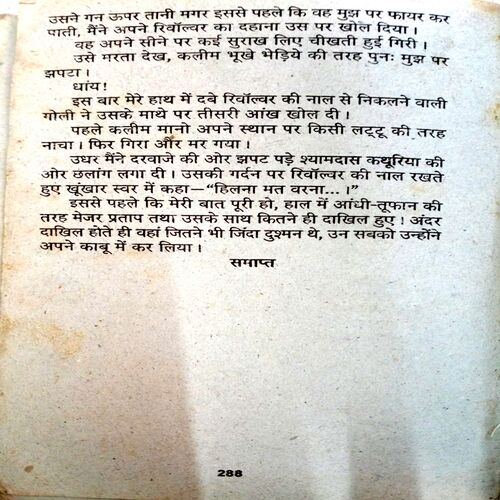 उसने गन ऊपर तानी मगर इससे पहले कि वह मुझ पर फायर कर
पाती, मैंने अपने रिवॉल्वर का दहाना उस पर खोल दिया।
वह अपने सीने पर कई सुराख लिए चीखती हुई गिरी।
उसे मरता देख, कलीम भूखे भेड़िये की तरह पुनः मुझ पर
झपटा।
धांय!
इस बार मेरे हाथ में दबे रिवॉल्वर की नाल से निकलने वाली
गोली ने उसके माथे पर तीसरी आंख खोल दी।
पहले कलीम मानो अपने स्थान पर किसी लट्टू की तरह
नाचा। फिर गिरा और मर गया।
उधर मैंने दरवाजे की ओर झपट पड़े श्यामदास कथूरिया की
ओर छलांग लगा दी। उसकी गर्दन पर रिवॉल्वर की नाल रखते
हुए खूंखार स्वर में कहा—“हिलना मत वरना...।”
इससे पहले कि मेरी बात पूरी हो, हाल में आंधी-तूफान की
तरह मेजर प्रताप तथा उसके साथ कितने ही दाखिल हुए! अंदर
दाखिल होते ही वहां जितने भी जिंदा दुश्मन थे, उन सबको उन्होंने
अपने काबू में कर लिया।
समाप्त
288